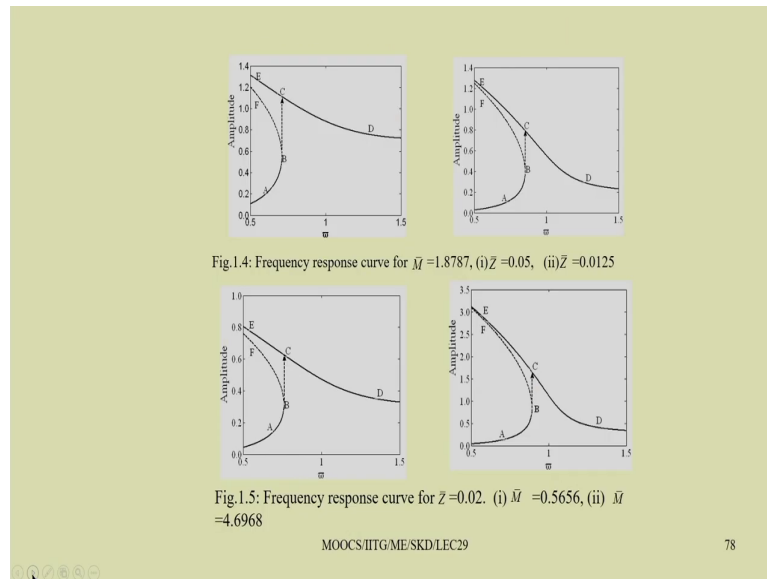 1.4
1.2
1.0
0.8
0.6
0.4
0.2
0.0
0.5
1
1.5
Amplitude
ϖ
E
C
F
D
B
A
1.4
1.2
1.0
0.8
0.6
0.4
0.2
0.0
0.5
1
1.5
Amplitude
ϖ
E
F
C
B
A
D
Fig.1.4: Frequency response curve for M̄ =1.8787, (i) Z̄ =0.05, (ii) Z̄ =0.0125
1.0
0.8
0.6
0.4
0.2
0.0
0.5
1
1.5
Amplitude
ϖ
E
F
C
D
B
A
3.5
3.0
2.5
2.0
1.5
1.0
0.5
0.0
0.5
1
1.5
Amplitude
ϖ
E
F
C
B
A
D
Fig.1.5: Frequency response curve for Z̄ =0.02. (i) M̄ =0.5656, (ii) M̄
=4.6968
MOOCS/IITG/ME/SKD/LEC29
78